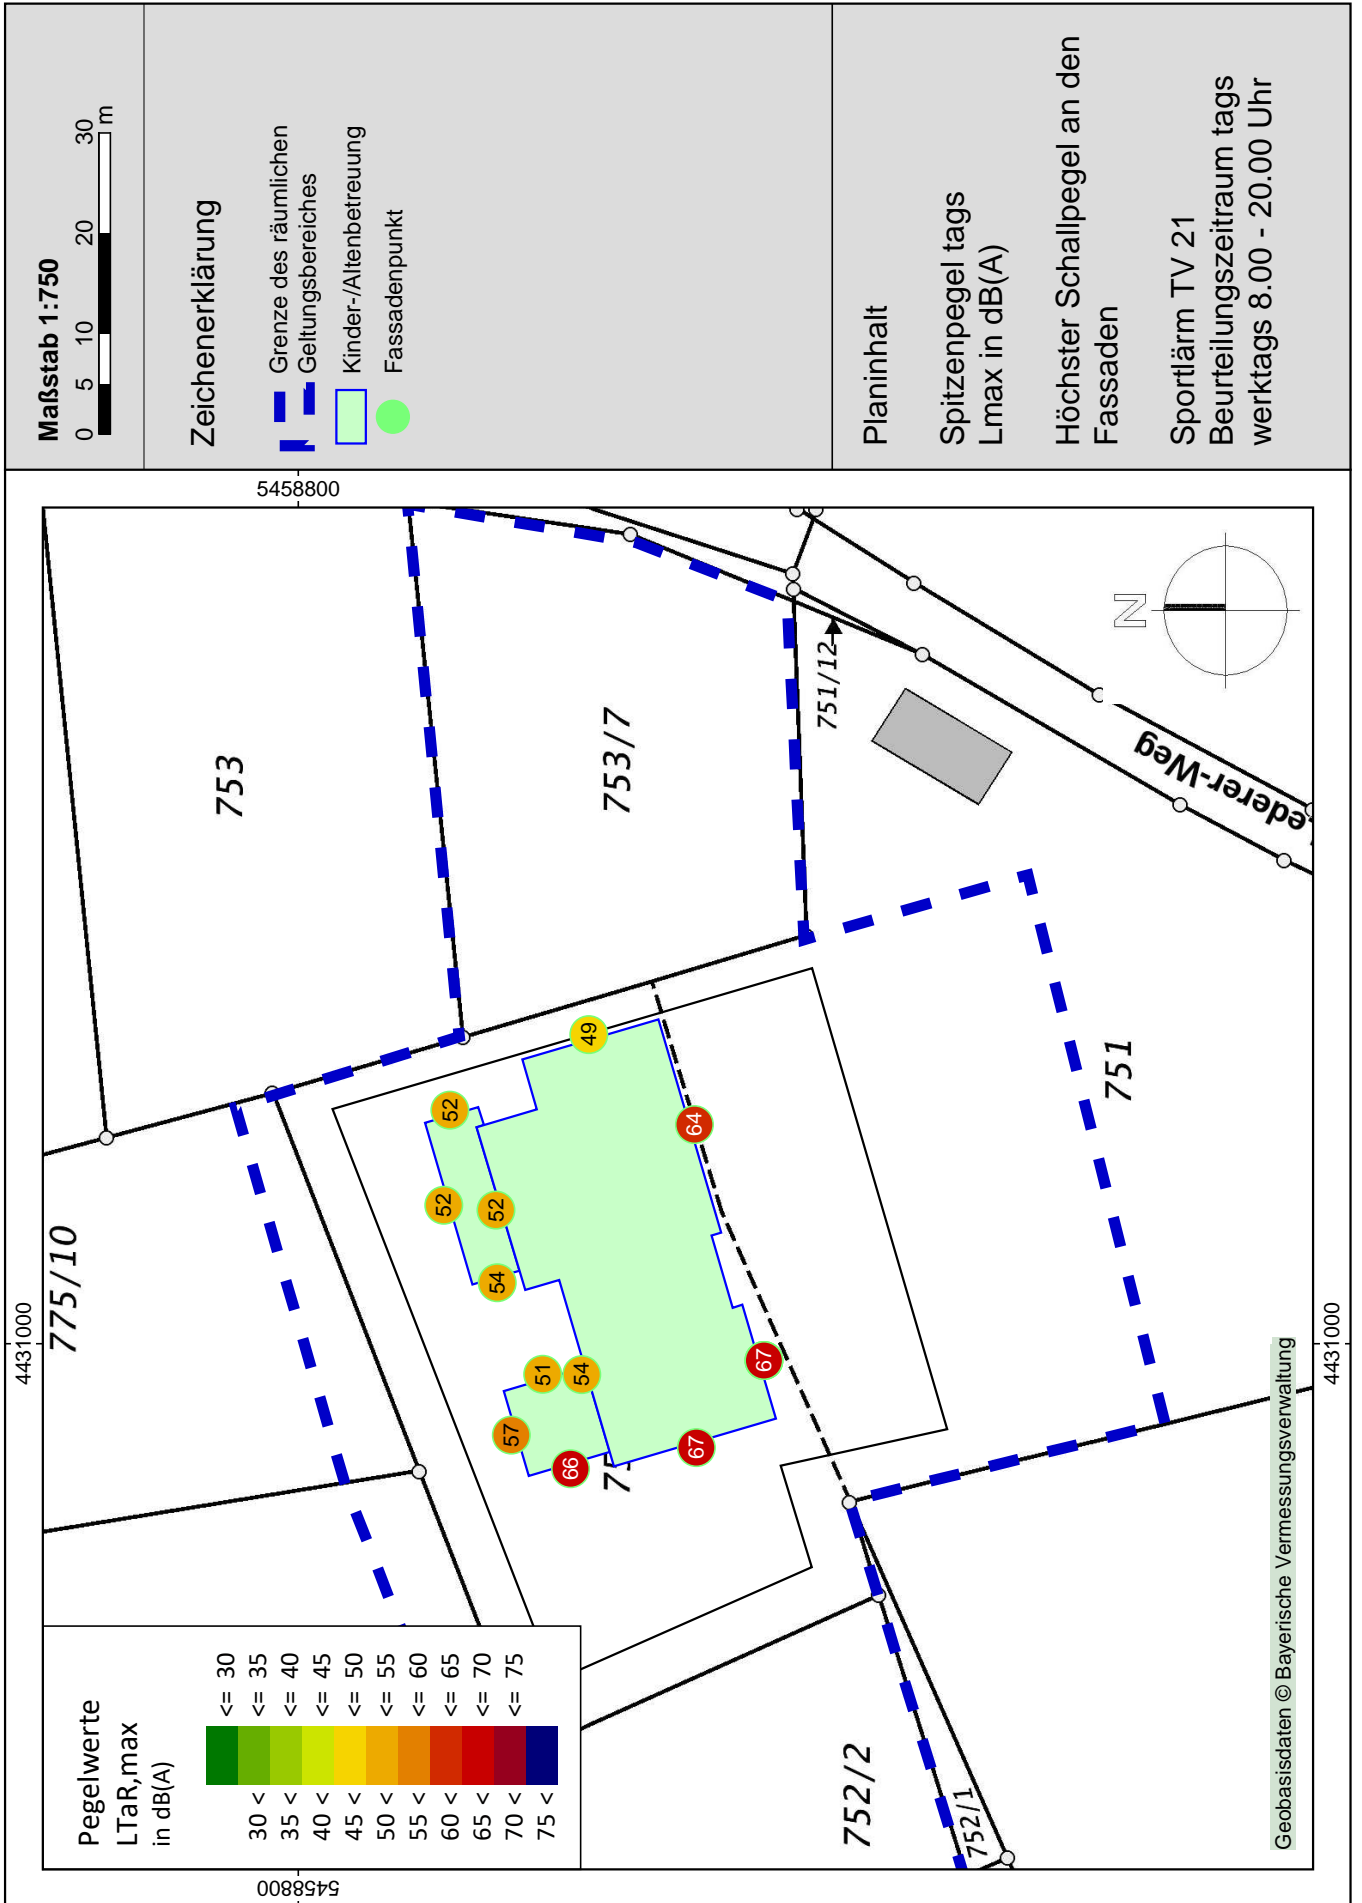 Maßstab 1:750
0 5 10 20 30
m
Zeichenerklärung
Grenze des räumlichen
Geltungsbereiches
Kinder-/Altenbetreuung
Fassadenpunkt
Planinhalt
Spitzenpegel tags
Lmax in dB(A)
Höchster Schallpegel an den
Fassaden
Sportlärm TV 21
Beurteilungszeitraum tags
werktags 8.00 - 20.00 Uhr
Pegelwerte
LTaR,max
in dB(A)
<= 30
30 < <= 35
35 < <= 40
40 < <= 45
45 < <= 50
50 < <= 55
55 < <= 60
60 < <= 65
65 < <= 70
70 < <= 75
75 <
4431000
4431000
5458800
5458800
775/10
753
753/7
751/12
751
752/2
752/1
7
52
52
52
54
49
51
54
57
66
67
67
64
N
Lederer-Weg
Geobasisdaten © Bayerische Vermessungsverwaltung